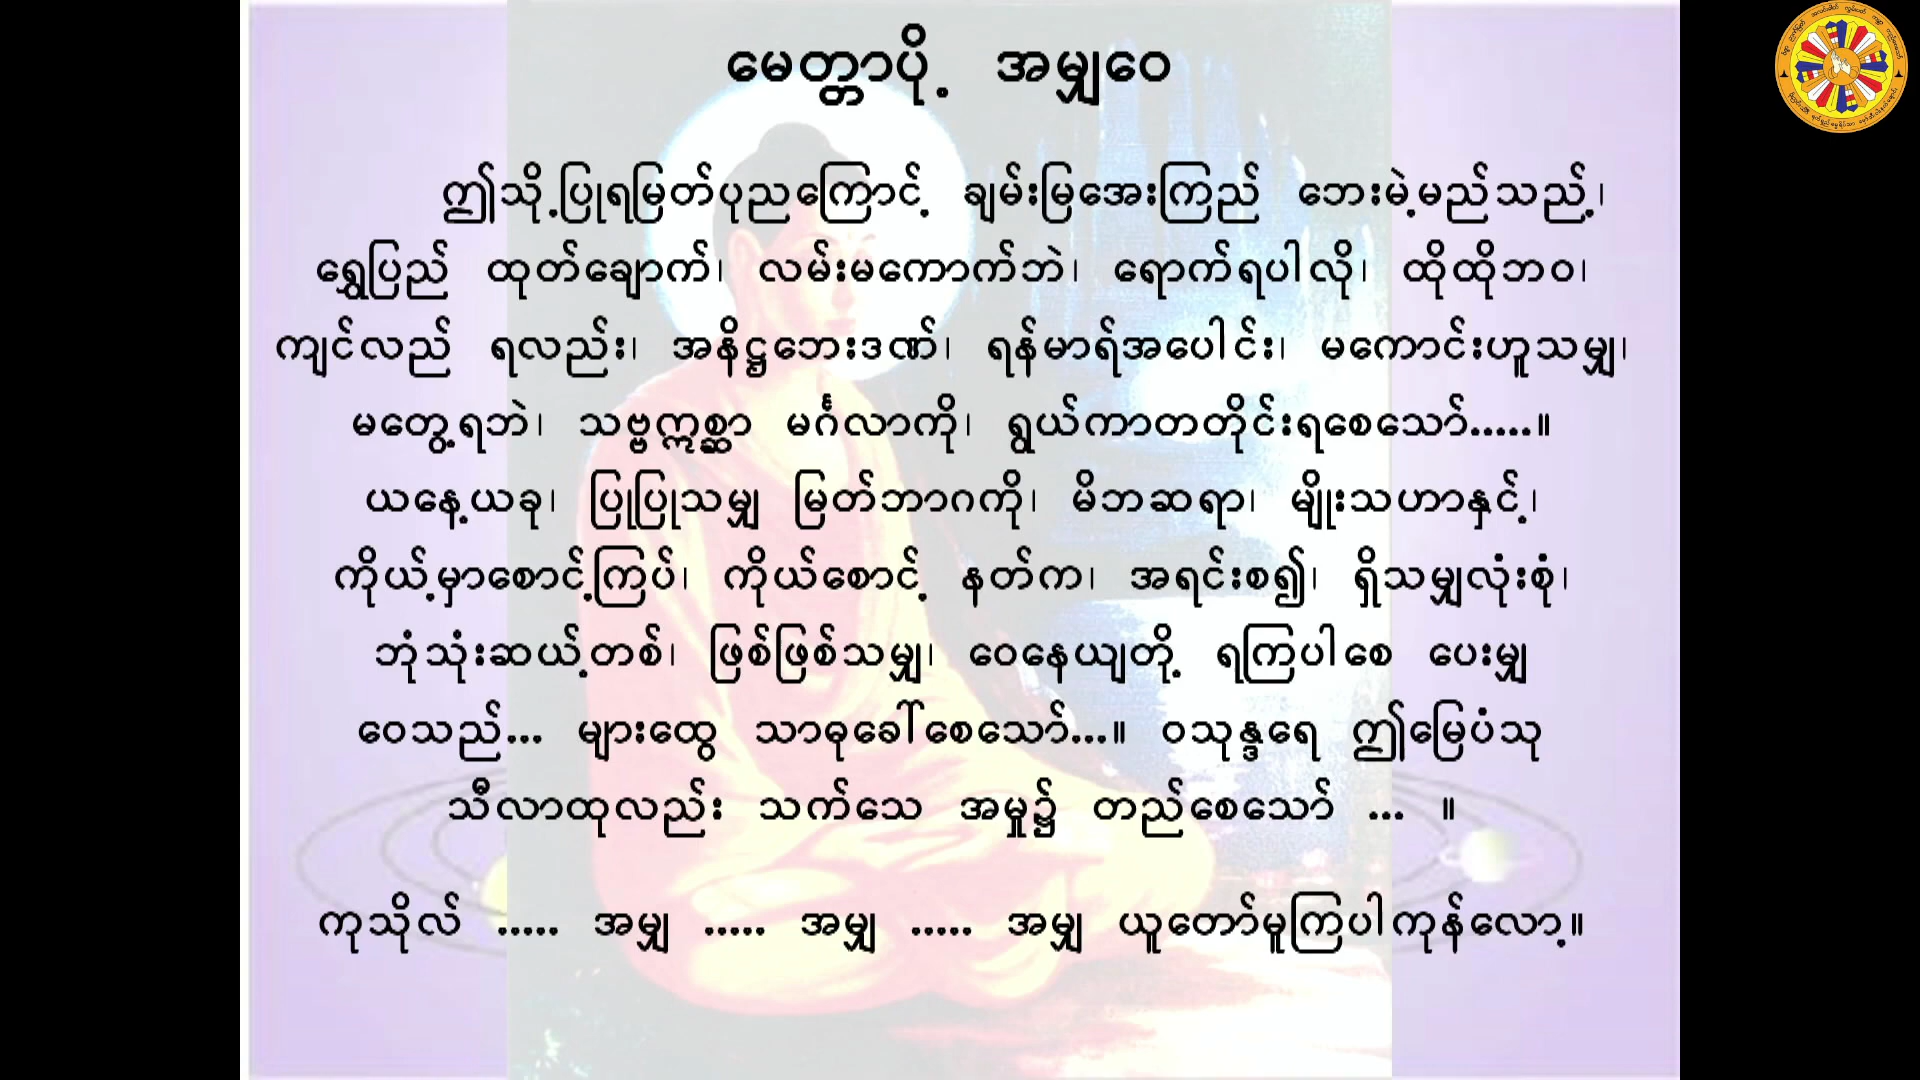 မေတ္တာပို့ အမျှဝေ
ဤသို့ပြုရမြတ်ပုညကြောင့် ချမ်းမြအေးကြည် ဘေးမဲ့မည်သည့်၊
ရွှေပြည် ထုတ်ချောက်၊ လမ်းမကောက်ဘဲ၊ ရောက်ရပါလို၊ ထိုထိုဘဝ၊
ကျင်လည် ရလည်း၊ အနိဋ္ဌဘေးဒဏ်၊ ရန်မာရ်အပေါင်း၊ မကောင်းဟူသမျှ၊
မတွေ့ရဘဲ၊ သဗ္ဗဣစ္ဆာ မင်္ဂလာကို၊ ရွယ်ကာတတိုင်းရစေသော်.....။
ယနေ့ယခု၊ ပြုပြုသမျှ မြတ်ဘာဂကို၊ မိဘဆရာ၊ မျိုးသဟာနှင့်၊
ကိုယ့်မှာစောင့်ကြပ်၊ ကိုယ်စောင့် နတ်က၊ အရင်းစ၍၊ ရှိသမျှလုံးစုံ၊
ဘုံသုံးဆယ့်တစ်၊ ဖြစ်ဖြစ်သမျှ၊ ဝေနေယျတို့ ရကြပါစေ ပေးမျှ
ဝေသည်... များထွေ သာဓုခေါ်စေသော်...။ ဝသုန္ဒရေ ဤမြေပံသု
သီလာထုလည်း သက်သေ အမှု၌ တည်စေသော် ... ။
ကုသိုလ် ..... အမျှ ..... အမျှ ..... အမျှ ယူတော်မူကြပါကုန်လော့။